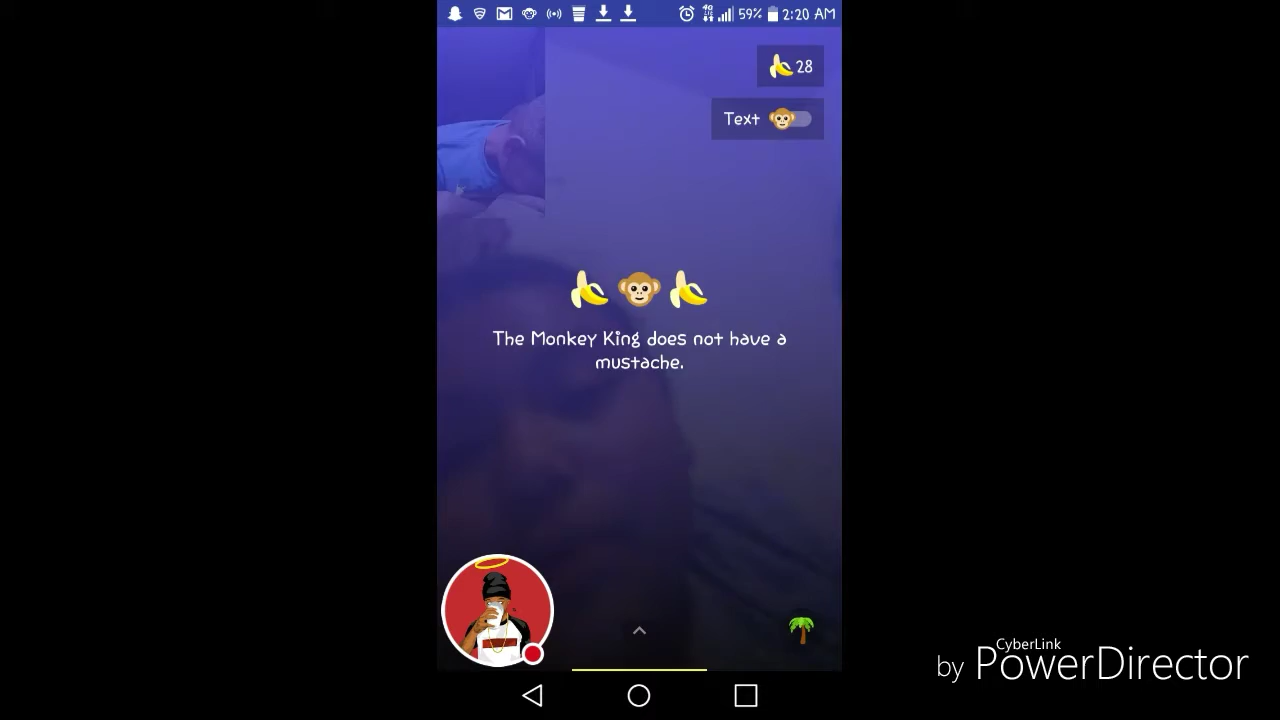 59% 2:20 AM
28
Text
The Monkey King does not have a
mustache.
CyberLink
by PowerDirector